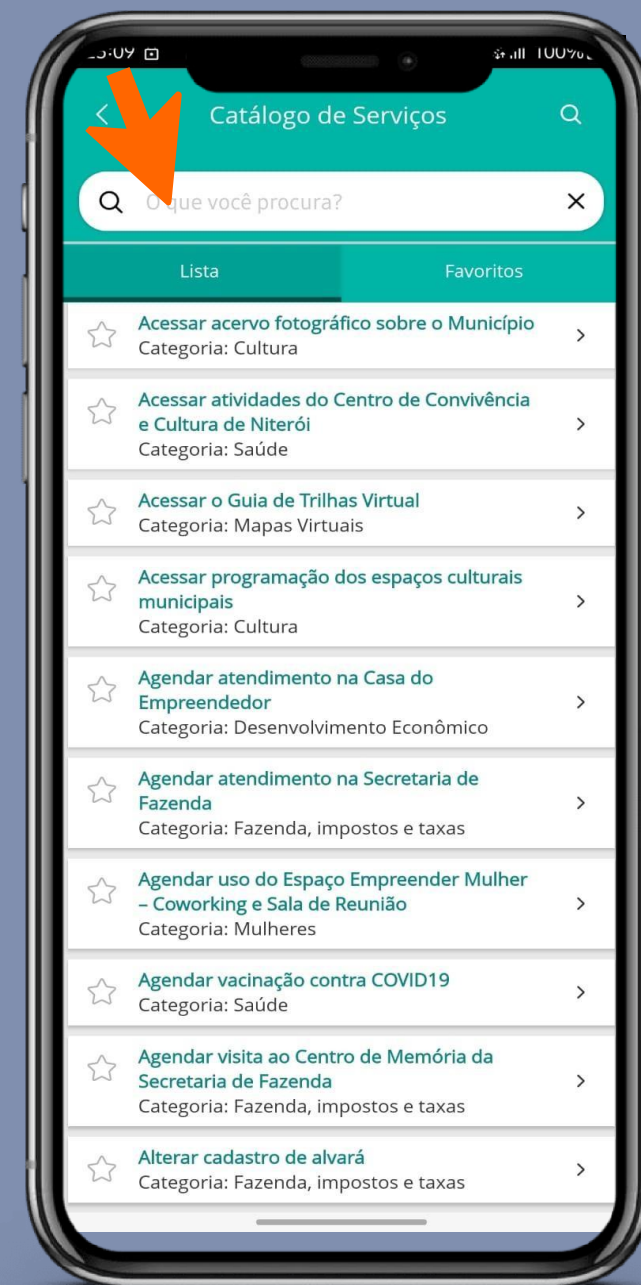 Catálogo de Serviços
O que você procura?
Lista
Favoritos
Acessar acervo fotográfico sobre o Município
Categoria: Cultura
Acessar atividades do Centro de Convivência
e Cultura de Niterói
Categoria: Saúde
Acessar o Guia de Trilhas Virtual
Categoria: Mapas Virtuais
Acessar programação dos espaços culturais
municipais
Categoria: Cultura
Agendar atendimento na Casa do
Empreendedor
Categoria: Desenvolvimento Econômico
Agendar atendimento na Secretaria de
Fazenda
Categoria: Fazenda, impostos e taxas
Agendar uso do Espaço Empreender Mulher
– Coworking e Sala de Reunião
Categoria: Mulheres
Agendar vacinação contra COVID19
Categoria: Saúde
Agendar visita ao Centro de Memória da
Secretaria de Fazenda
Categoria: Fazenda, impostos e taxas
Alterar cadastro de alvará
Categoria: Fazenda, impostos e taxas